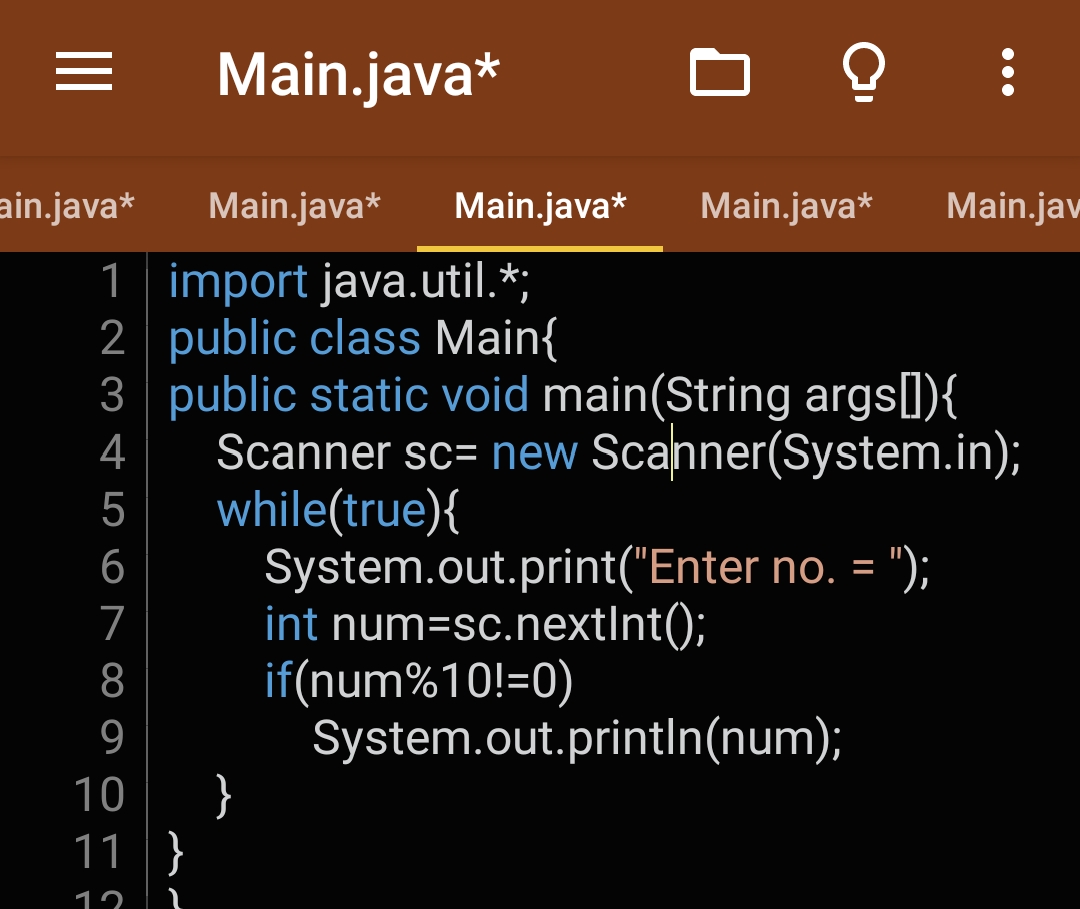 Main.java*
ain.java* Main.java* Main.java* Main.java* Main.jav
1 import java.util.*;
2 public class Main{
3 public static void main(String args[]){
4 Scanner sc= new Scanner(System.in);
5 while(true){
6 System.out.print("Enter no. = ");
7 int num=sc.nextInt();
8 if(num%10!=0)
9 System.out.println(num);
10 }
11 }
12 }